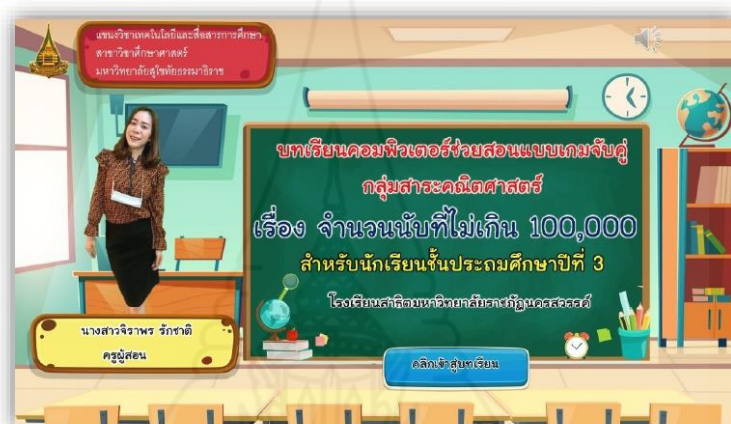 แขนงวิชาเทคโนโลยีและสื่อสารการศึกษา
สาขาวิชาศึกษาศาสตร์
มหาวิทยาลัยสุโขทัยธรรมาธิราช
บทเรียนคอมพิวเตอร์ช่วยสอนแบบเกมจับคู่
กลุ่มสาระคณิตศาสตร์
เรื่อง จำนวนนับที่ไม่เกิน 100,000
สำหรับนักเรียนชั้นประถมศึกษาปีที่ 3
โรงเรียนสาธิตมหาวิทยาลัยราชภัฏนครสวรรค์
นางสาวจิราพร รักชาติ
ครูผู้สอน
คลิกเข้าสู่บทเรียน